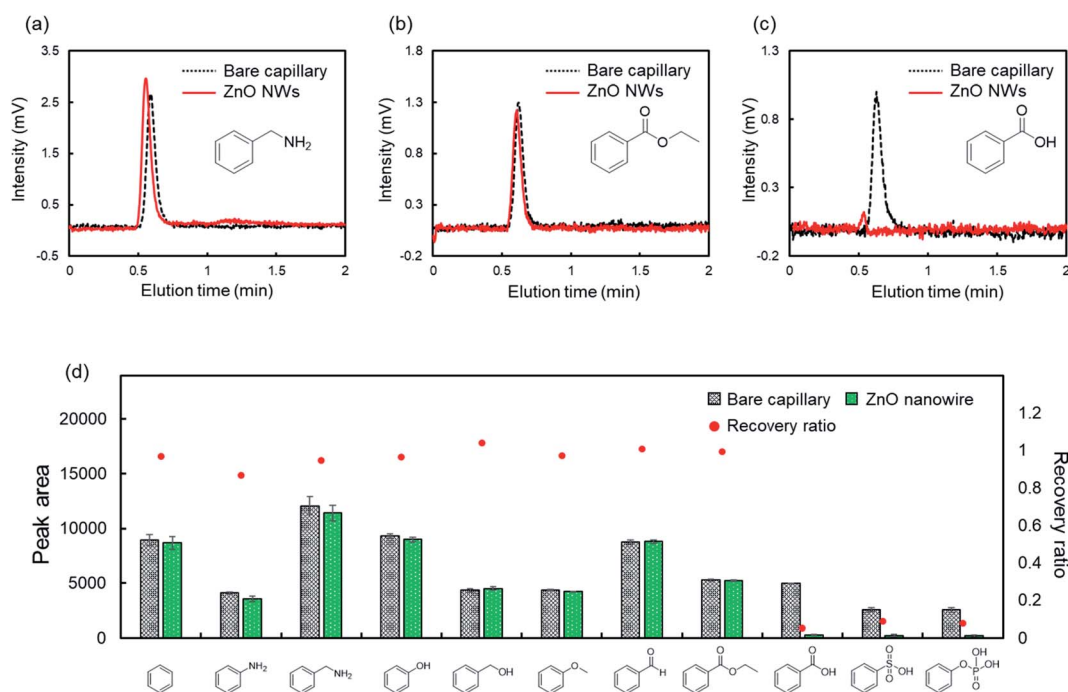 (a)
3.5
2.5
1.5
0.5
-0.5
0 0.5 1 1.5 2
Intensity (mV)
Elution time (min)
Bare capillary
ZnO NWs
NH2
(b)
1.8
1.3
0.8
0.3
-0.2
0 0.5 1 1.5 2
Intensity (mV)
Elution time (min)
Bare capillary
ZnO NWs
O
O
(c)
1.3
0.8
0.3
-0.2
0 0.5 1 1.5 2
Intensity (mV)
Elution time (min)
Bare capillary
ZnO NWs
O
OH
(d)
Bare capillary ZnO nanowire
Recovery ratio
20000
15000
10000
5000
0
Peak area
1.2
1
0.8
0.6
0.4
0.2
0
Recovery ratio
NH2
NH2
OH
OH
O
O
H
O
O
O
OH
O
S
OH
O
OH
O
P
OH
O